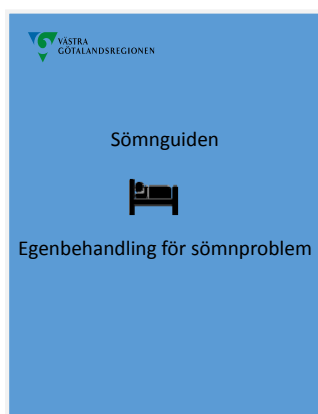 VÄSTRA
GÖTALANDSREGIONEN
Sömnguiden
Egenbehandling för sömnproblem